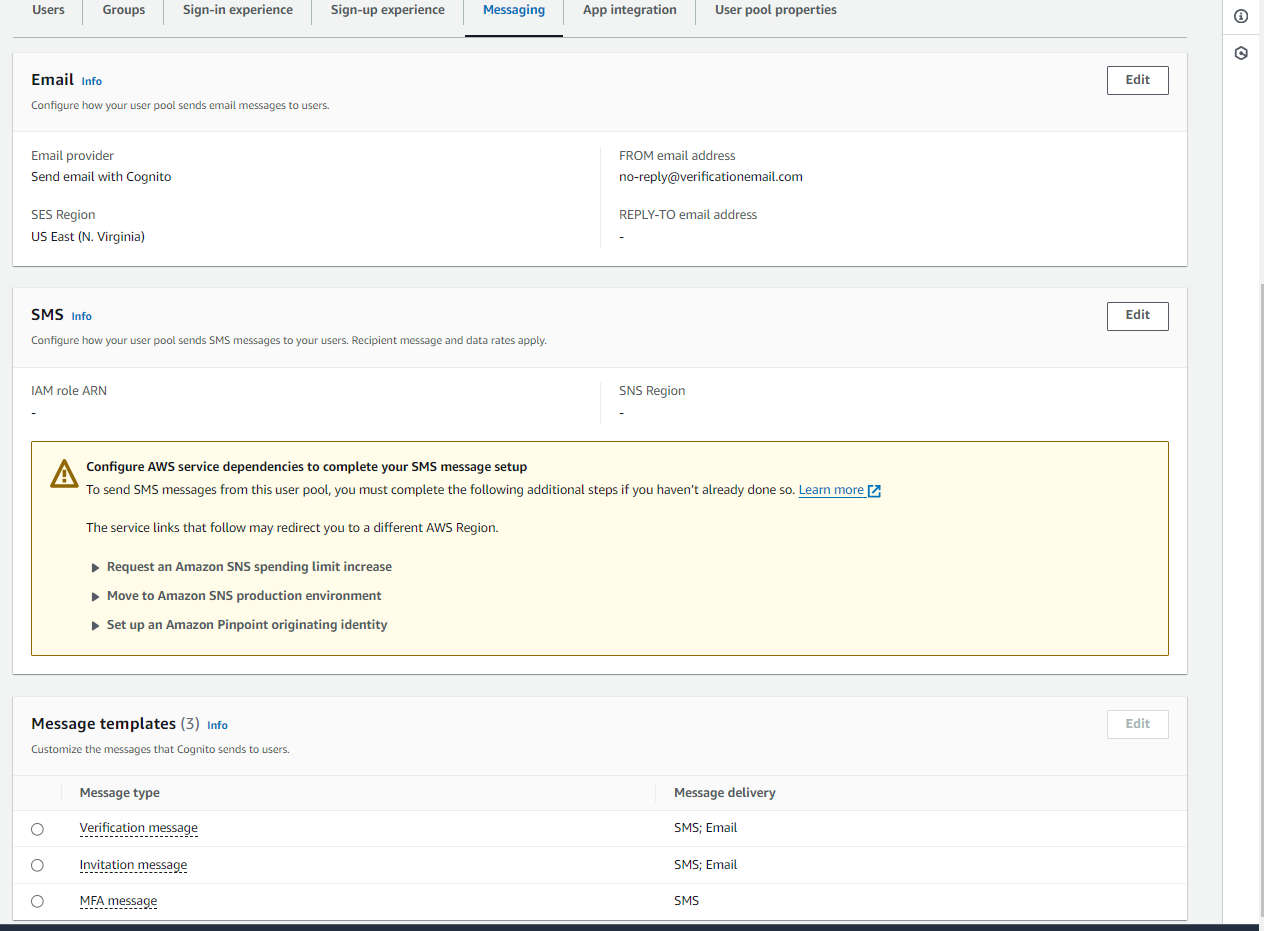 Users Groups Sign-in experience Sign-up experience Messaging App integration User pool properties
Email Info
Edit
Configure how your user pool sends email messages to users.
Email provider
Send email with Cognito
FROM email address
no-reply@verificationemail.com
SES Region
US East (N. Virginia)
REPLY-TO email address
-
SMS Info
Edit
Configure how your user pool sends SMS messages to your users. Recipient message and data rates apply.
IAM role ARN
-
SNS Region
-
Configure AWS service dependencies to complete your SMS message setup
To send SMS messages from this user pool, you must complete the following additional steps if you haven't already done so. Learn more
The service links that follow may redirect you to a different AWS Region.
Request an Amazon SNS spending limit increase
Move to Amazon SNS production environment
Set up an Amazon Pinpoint originating identity
Message templates (3) Info
Edit
Customize the messages that Cognito sends to users.
Message type Message delivery
Verification message SMS; Email
Invitation message SMS; Email
MFA message SMS